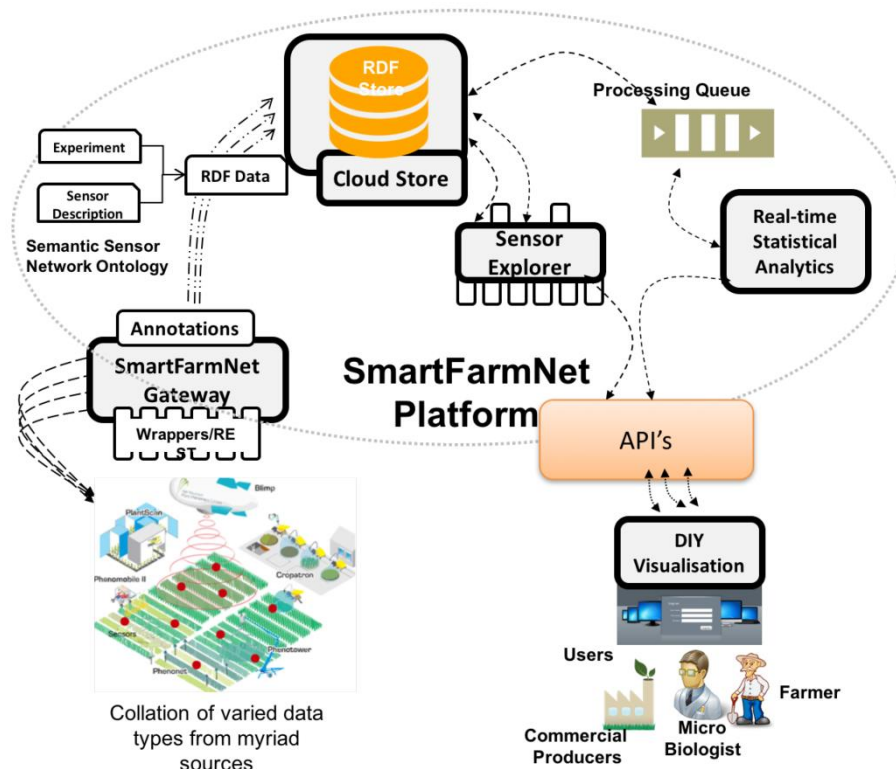 RDF
Store
Cloud Store
Processing Queue
Experiment
Sensor
Description
RDF Data
Semantic Sensor
Network Ontology
Sensor
Explorer
Real-time
Statistical
Analytics
Annotations
SmartFarmNet
Gateway
Wrappers/RE
ST
SmartFarmNet
Platform
API's
Blimp
PlantScan
Phenomobile II
Cropatron
Sensors
Phenotower
Phenonet
Collation of varied data
types from myriad
sources
DIY
Visualisation
Users
Commercial
Producers
Micro
Biologist
Farmer